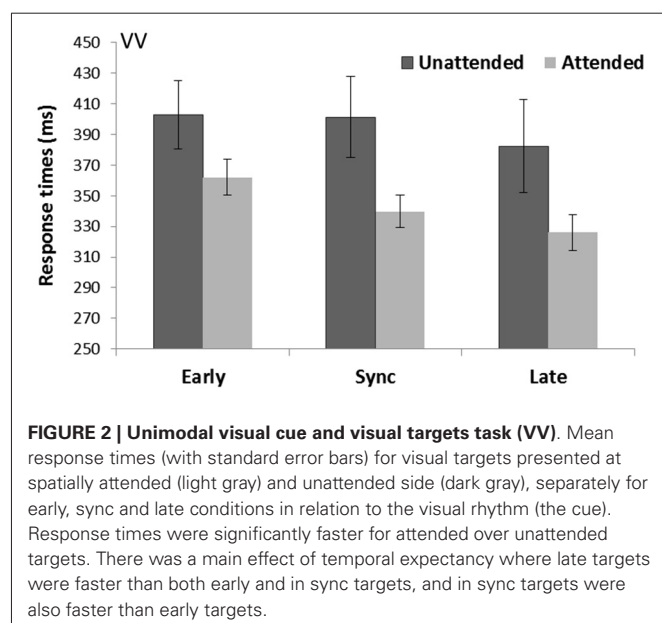 450
VV
430
Unattended
Attended
410
390
370
350
330
310
290
270
250
Response times (ms)
Early
Sync
Late
FIGURE 2 | Unimodal visual cue and visual targets task (VV). Mean
response times (with standard error bars) for visual targets presented at
spatially attended (light gray) and unattended side (dark gray), separately for
early, sync and late conditions in relation to the visual rhythm (the cue).
Response times were significantly faster for attended over unattended
targets. There was a main effect of temporal expectancy where late targets
were faster than both early and in sync targets, and in sync targets were
also faster than early targets.